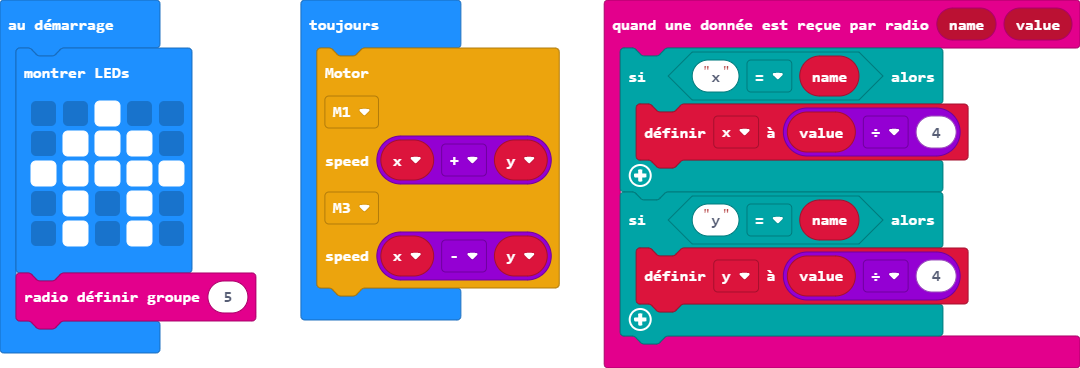 au démarrage
montrer LEDs
radio définir groupe 5
toujours
Motor
M1
speed x + y
M3
speed x - y
quand une donnée est reçue par radio name value
si "x" = name alors
définir x à value ÷ 4
si "y" = name alors
définir y à value ÷ 4